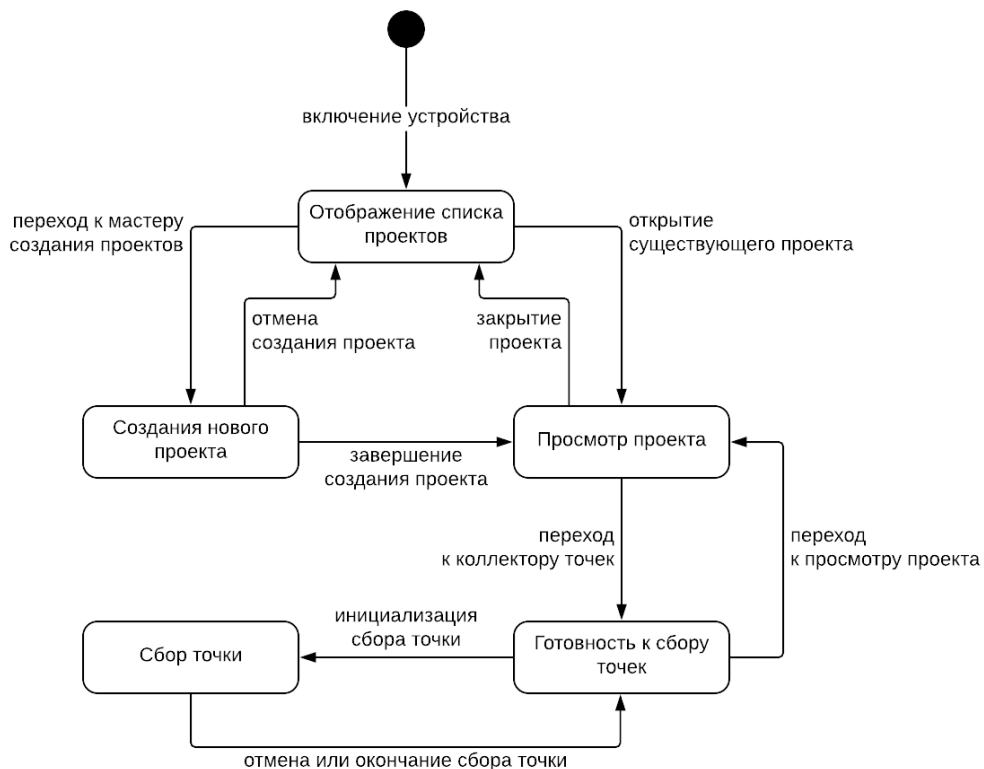 включение устройства
Отображение списка
проектов
переход к мастеру
создания проектов
открытие
существующего проекта
отмена
создания проекта
закрытие
проекта
Создания нового
проекта
завершение
создания проекта
Просмотр проекта
переход
к коллектору точек
переход
к просмотру проекта
инициализация
сбора точки
Сбор точки
Готовность к сбору
точек
отмена или окончание сбора точки